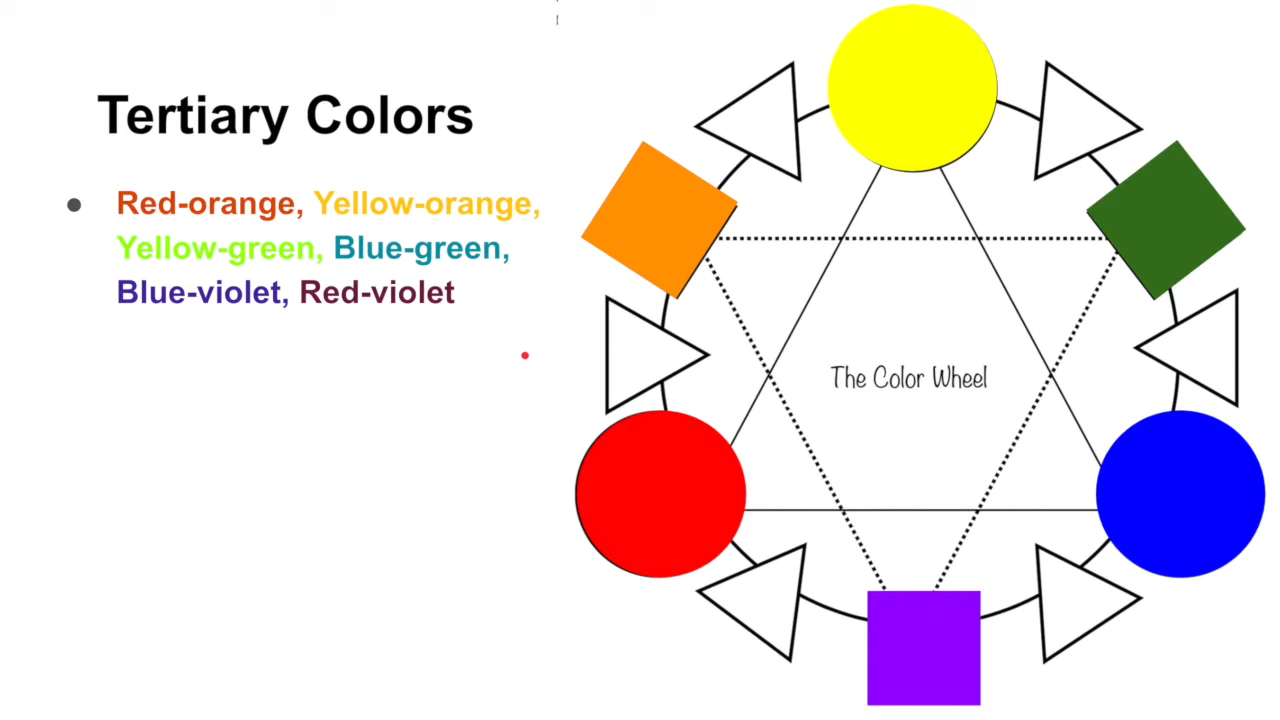 Tertiary Colors
● Red-orange, Yellow-orange,
Yellow-green, Blue-green,
Blue-violet, Red-violet
The Color Wheel